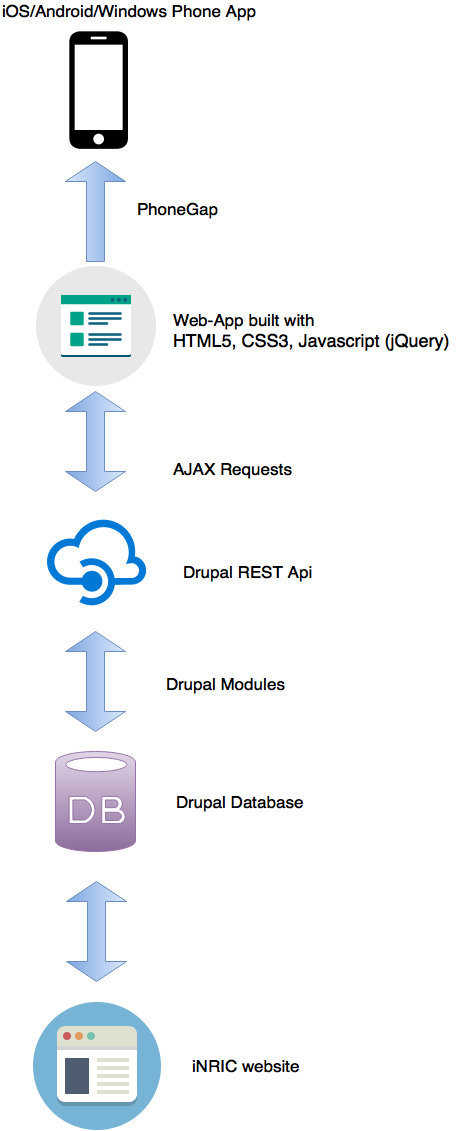 iOS/Android/Windows Phone App
PhoneGap
Web-App built with
HTML5, CSS3, Javascript (jQuery)
AJAX Requests
Drupal REST Api
Drupal Modules
DB
Drupal Database
iNRIC website